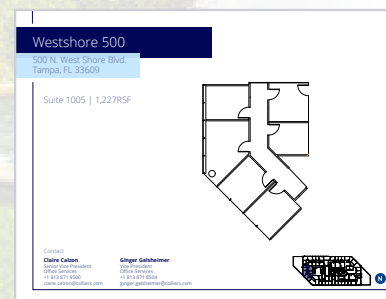 Westshore 500
500 N. West Shore Blvd.
Tampa, FL 33609
Suite 1005 | 1,227RSF
Contact
Claire Calzon
Senior Vice President
Office Services
+1 813 871 8500
claire.calzon@colliers.com
Ginger Gelsheimer
Vice President
Office Services
+1 813 871 8504
ginger.gelsheimer@colliers.com
N